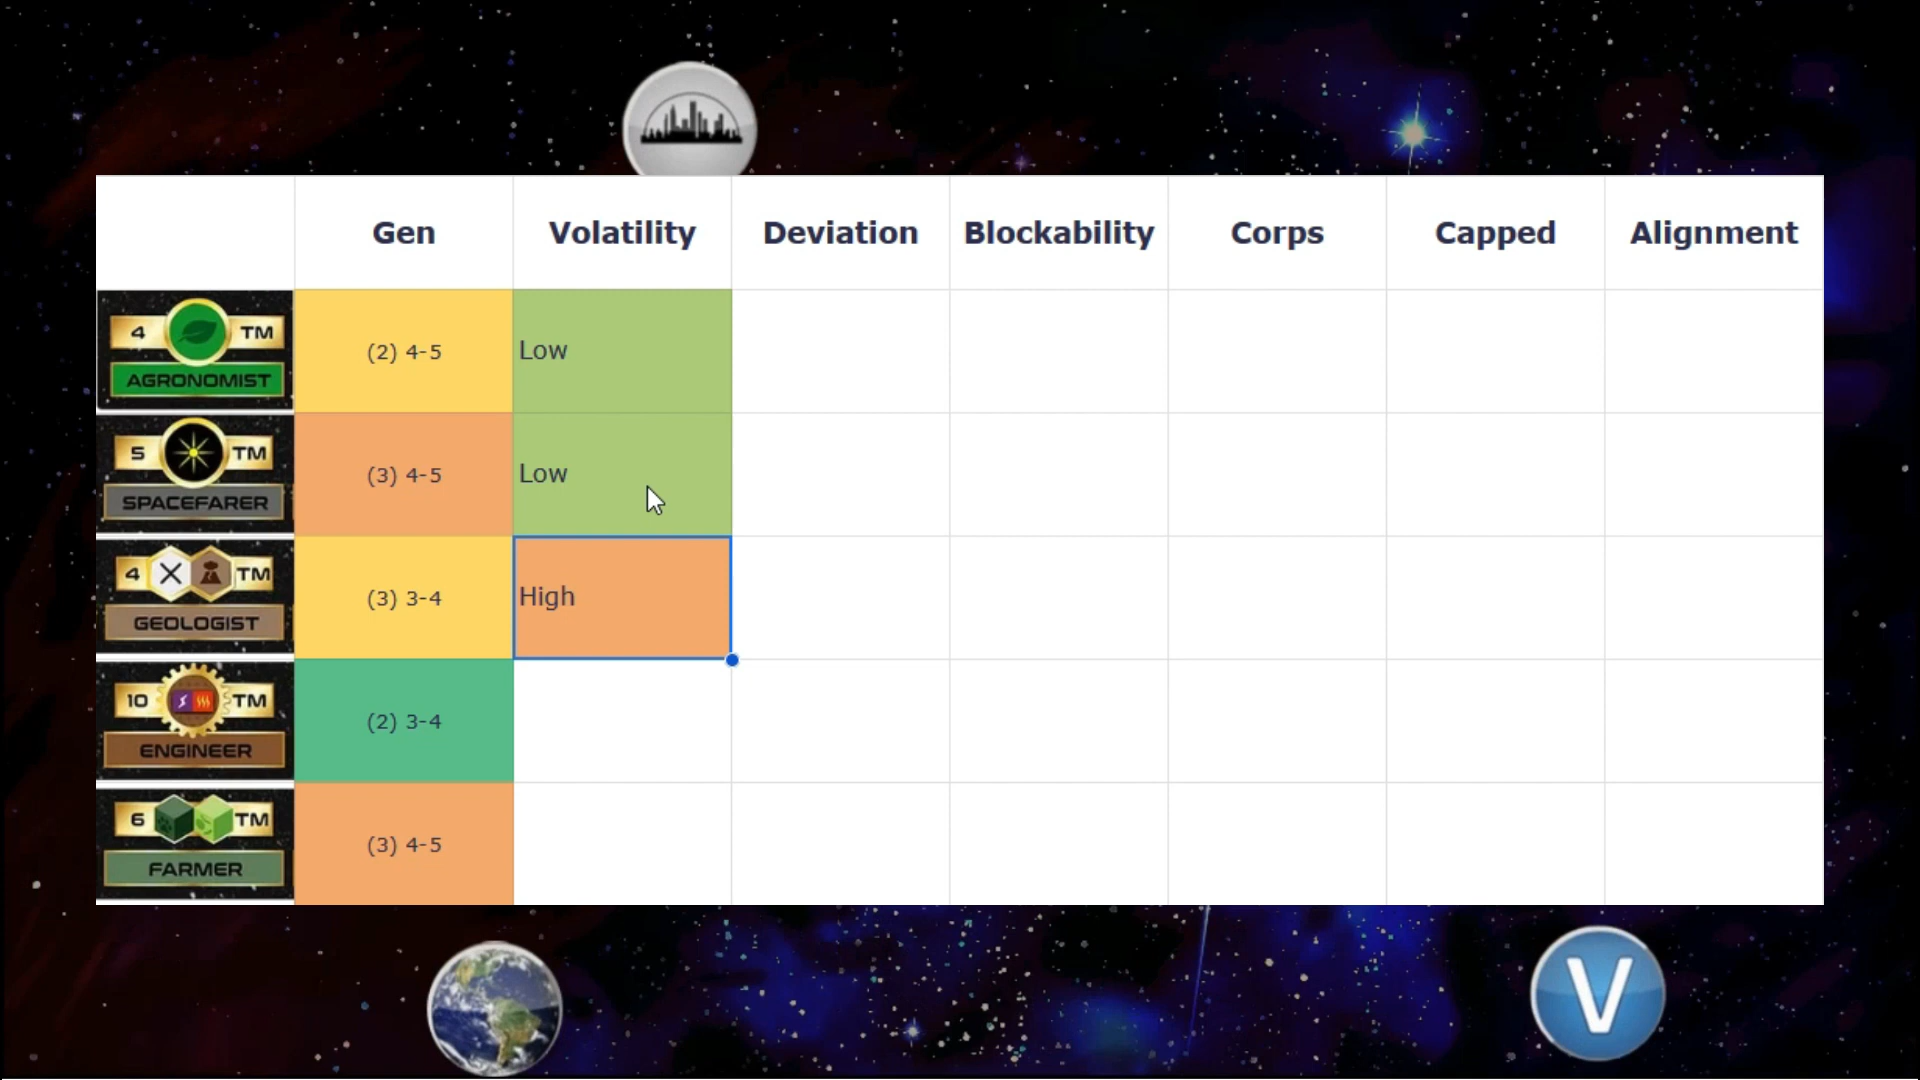 Gen Volatility Deviation Blockability Corps Capped Alignment
4 TM
AGRONOMIST
(2) 4-5
Low
5 TM
SPACEFARER
(3) 4-5
Low
4 X TM
GEOLOGIST
(3) 3-4
High
10 TM
ENGINEER
(2) 3-4
6 TM
FARMER
(3) 4-5
V